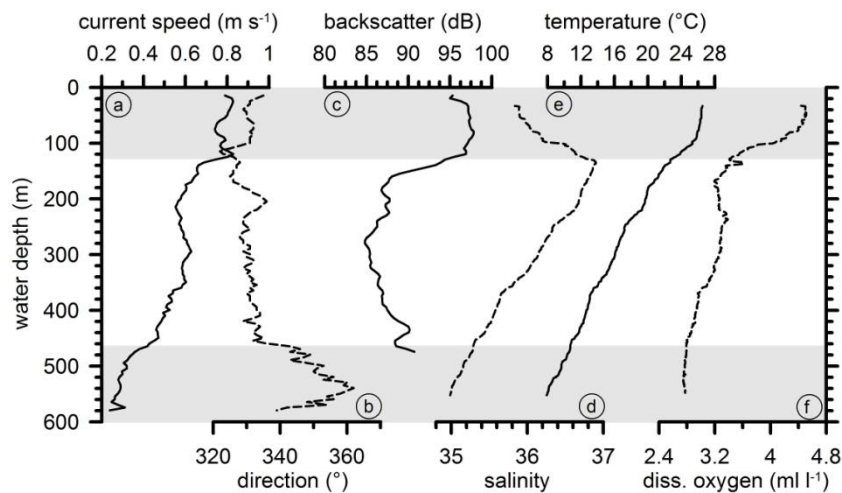 current speed (m s⁻¹) backscatter (dB) temperature (°C)
0.2 0.4 0.6 0.8 1 80 85 90 95 100 8 12 16 20 24 28
0
100
200
300
400
500
600
water depth (m)
a c e
b d f
320 340 360 35 36 37 2.4 3.2 4 4.8
direction (°) salinity diss. oxygen (ml l⁻¹)